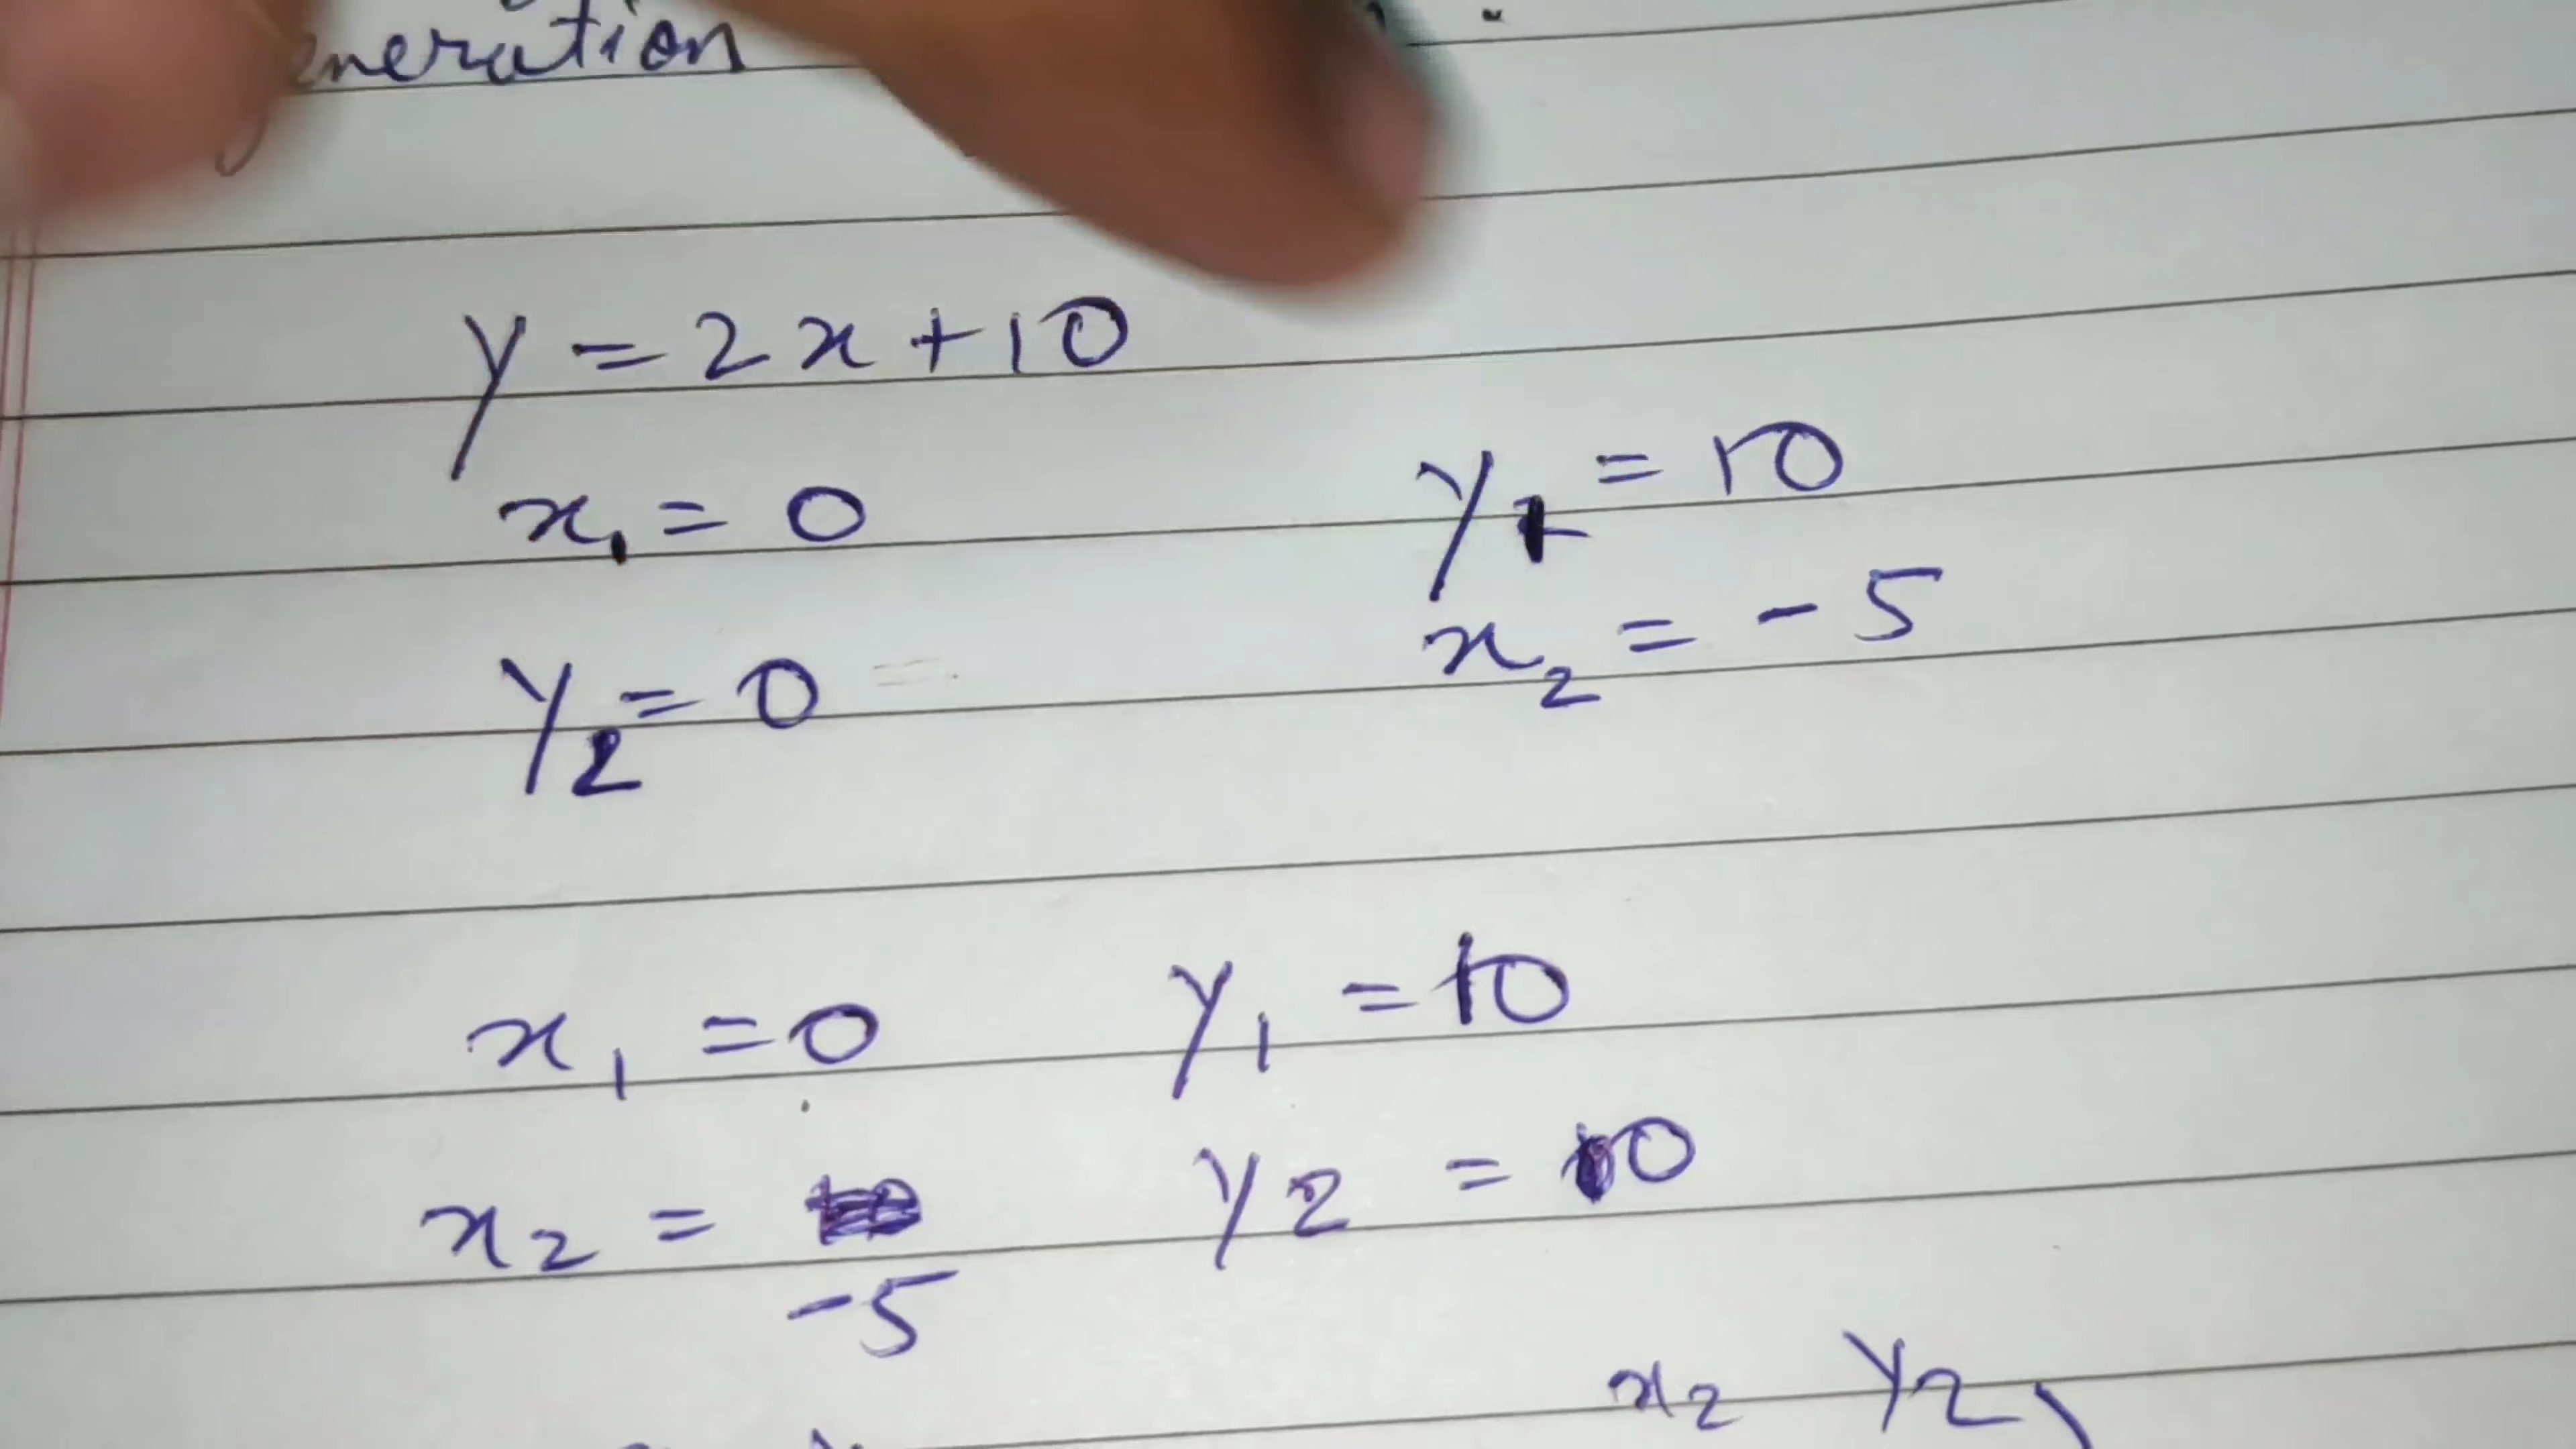 eneration
y = 2x + 10
x₁ = 0 y₁ = 10
y₂ = 0 x₂ = -5
x₁ = 0 y₁ = 10
x₂ = -5 y₂ = 0
x₂ y₂